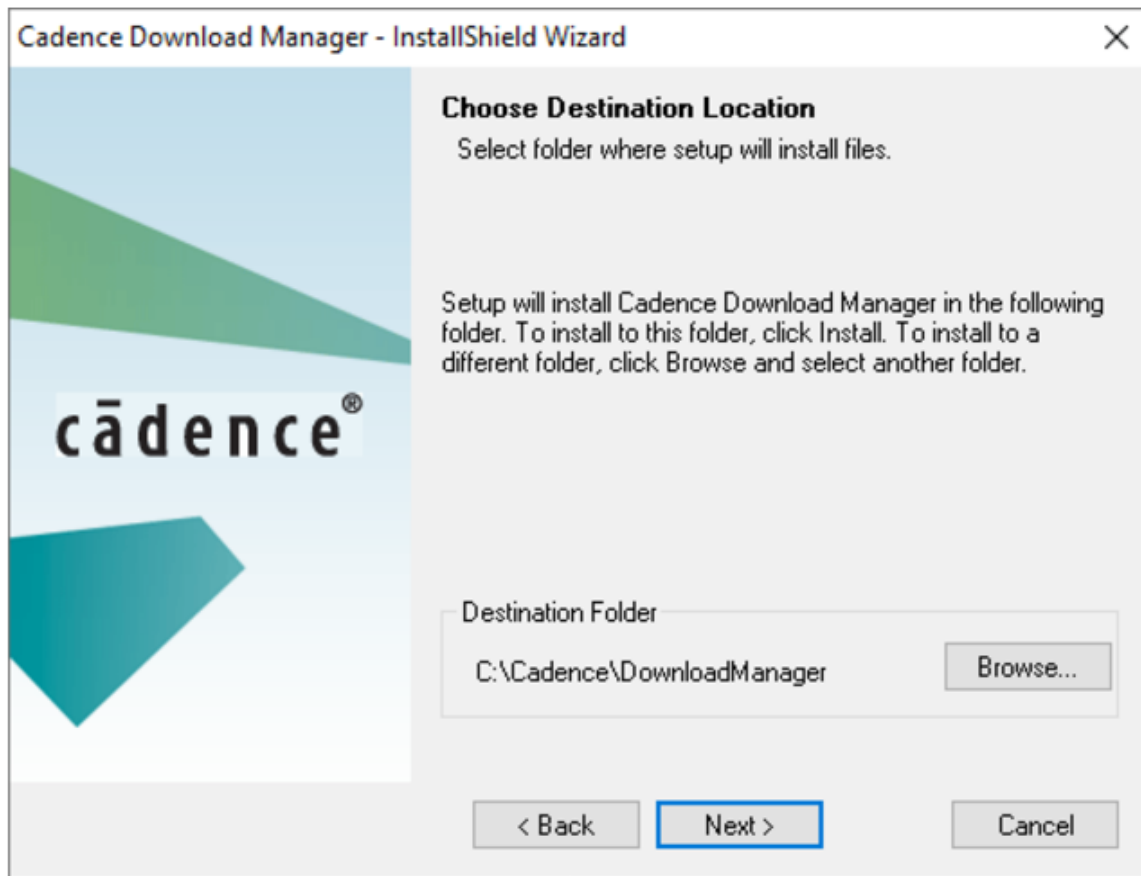 Cadence Download Manager - InstallShield Wizard
Choose Destination Location
Select folder where setup will install files.
Setup will install Cadence Download Manager in the following
folder. To install to this folder, click Install. To install to a
different folder, click Browse and select another folder.
cādence®
Destination Folder
C:\Cadence\DownloadManager
Browse...
< Back
Next >
Cancel